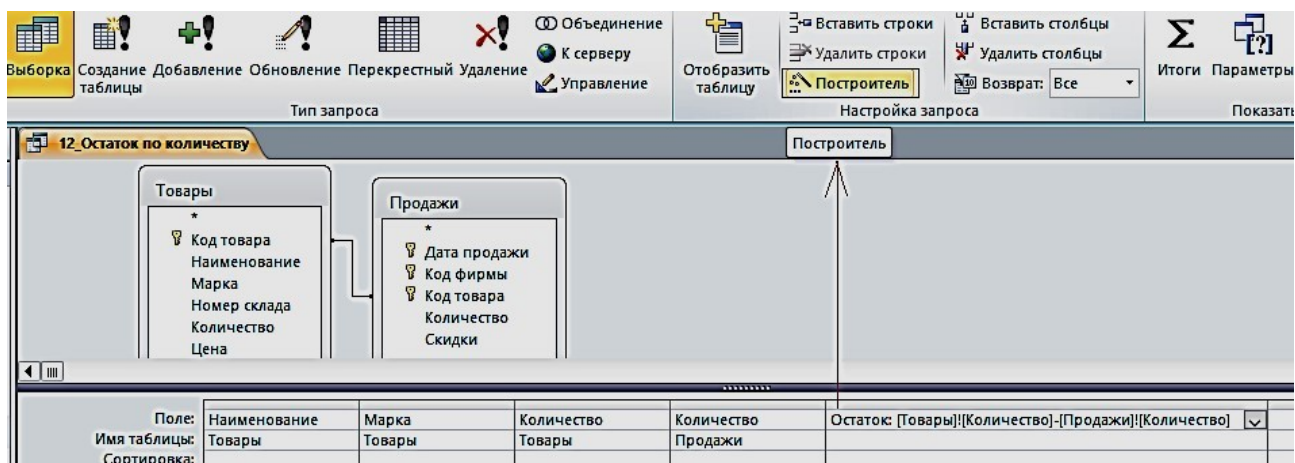 Выборка
Создание таблицы
Добавление
Обновление
Перекрестный
Удаление
Объединение
К серверу
Управление
Тип запроса
Отобразить таблицу
Вставить строки
Удалить строки
Построитель
Вставить столбцы
Удалить столбцы
Возврат: Все
Настройка запроса
Σ
Итоги
[?]
Параметры
Показать
12_Остаток по количеству
Построитель
Товары
*
Код товара
Наименование
Марка
Номер склада
Количество
Цена
Продажи
*
Дата продажи
Код фирмы
Код товара
Количество
Скидки
Поле: Наименование Марка Количество Количество Остаток: [Товары]![Количество]-[Продажи]![Количество]
Имя таблицы: Товары Товары Товары Продажи
Сортировка: